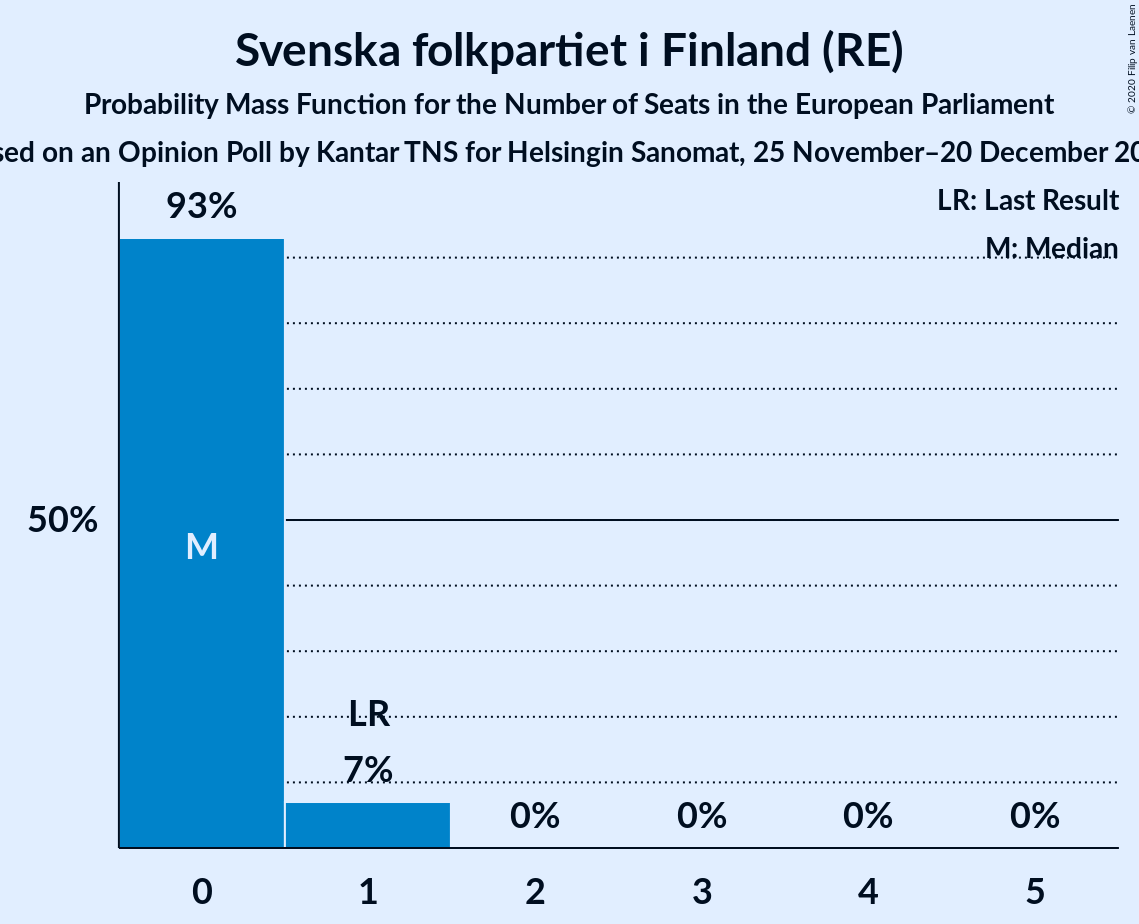 Svenska folkpartiet i Finland (RE)
Probability Mass Function for the Number of Seats in the European Parliament
on an Opinion Poll by Kantar TNS for Helsingin Sanomat, 25 November–20 December
© 2020 Filip van Laenen
LR: Last Result
M: Median
93%
50%
M
LR
7%
0% 0% 0% 0%
0 1 2 3 4 5